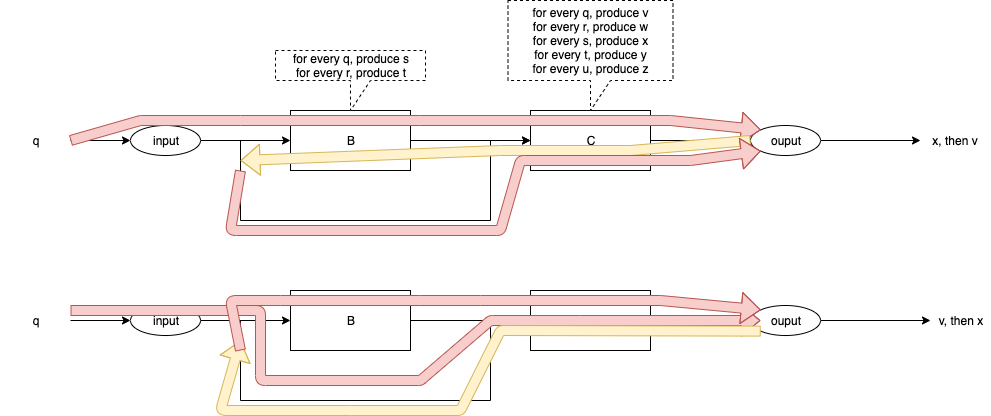 for every q, produce v
for every r, produce w
for every s, produce x
for every t, produce y
for every u, produce z
for every q, produce s
for every r, produce t
q
input
B
C
ouput
x, then v
q
input
B
ouput
v, then x